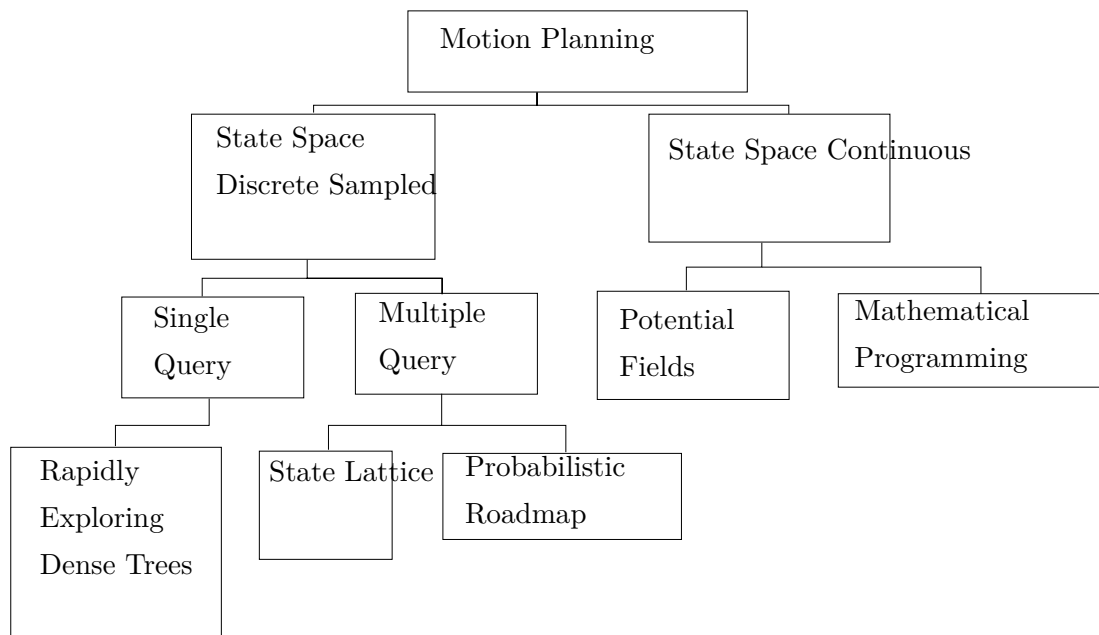 Motion Planning
State Space
Discrete Sampled
State Space Continuous
Single
Query
Multiple
Query
Potential
Fields
Mathematical
Programming
Rapidly
Exploring
Dense Trees
State Lattice
Probabilistic
Roadmap